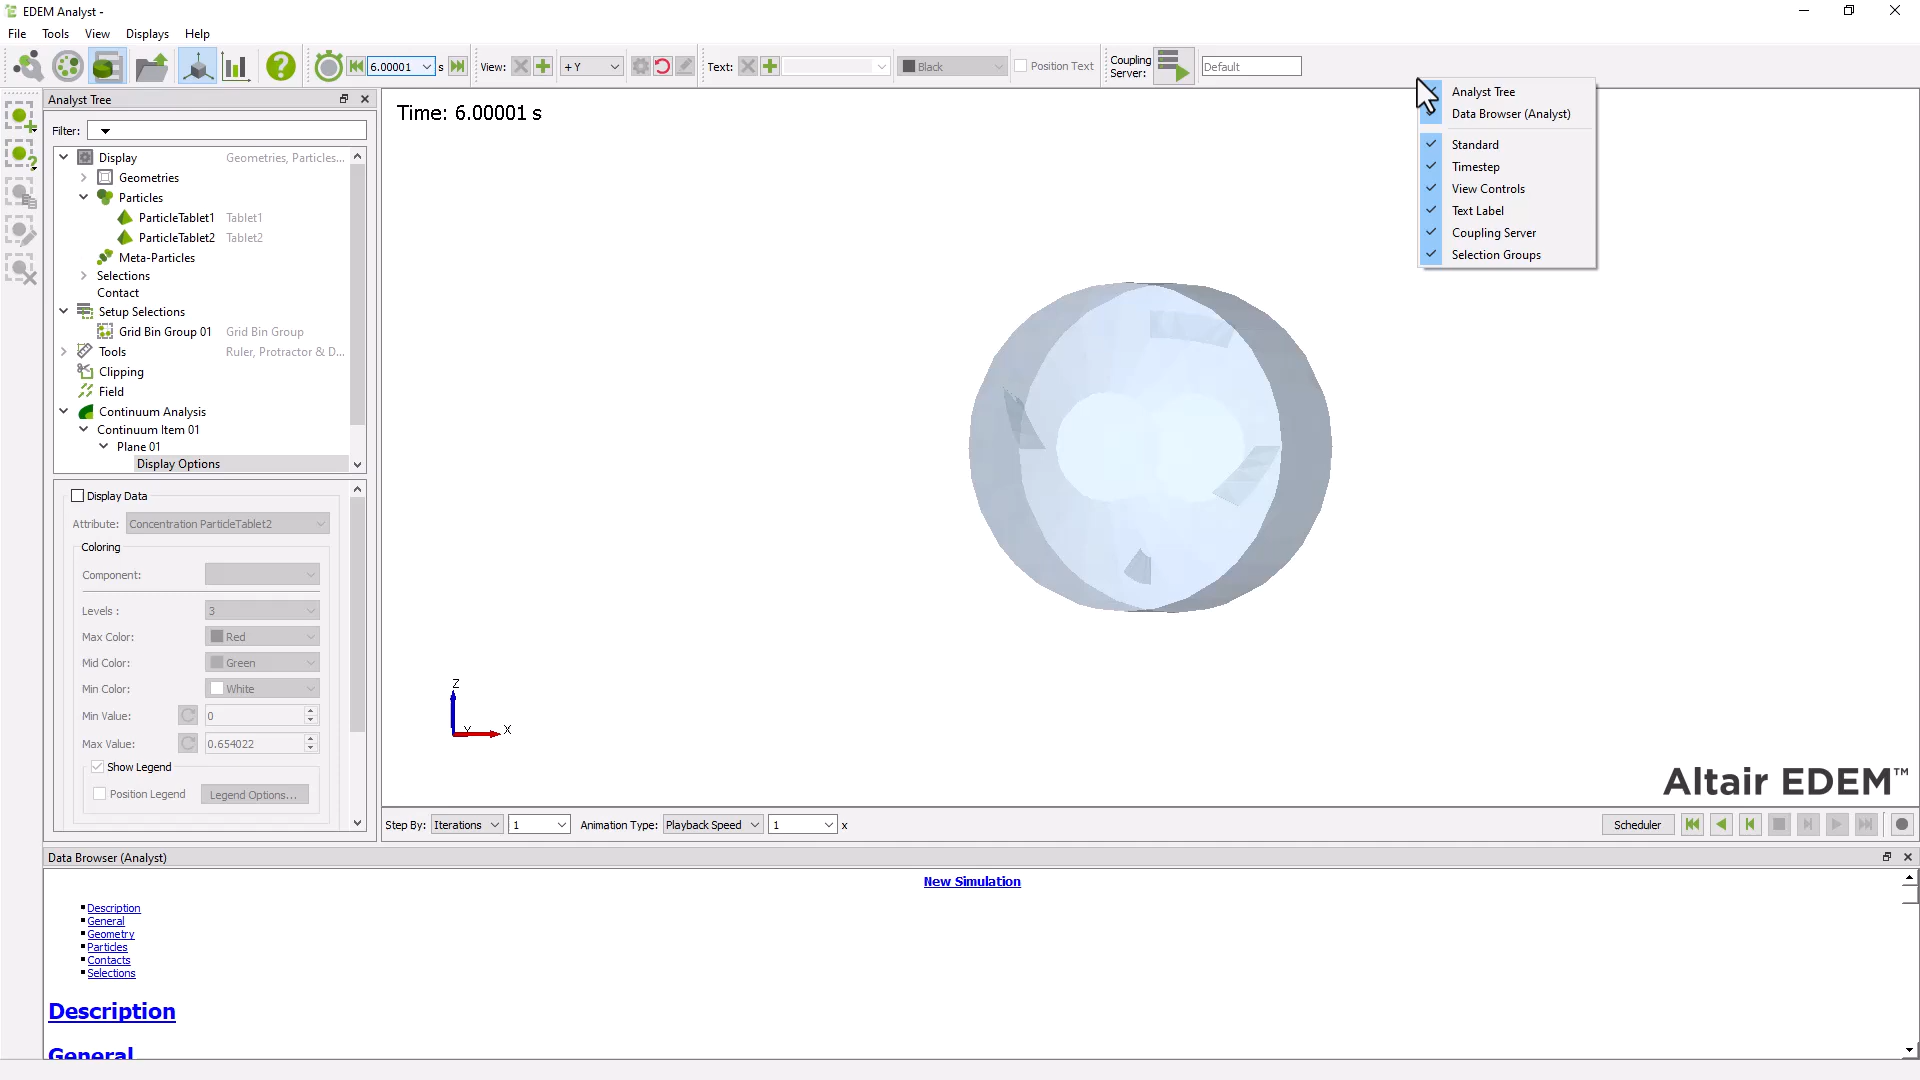 EDEM Analyst -
File Tools View Displays Help
6.00001 s View: +Y Text: Black Position Text Coupling Server: Default
Analyst Tree
Filter:
Display Geometries, Particles...
Geometries
Particles
ParticleTablet1 Tablet1
ParticleTablet2 Tablet2
Meta-Particles
Selections
Contact
Setup Selections
Grid Bin Group 01 Grid Bin Group
Tools Ruler, Protractor & D...
Clipping
Field
Continuum Analysis
Continuum Item 01
Plane 01
Display Options
Display Data
Attribute: Concentration ParticleTablet2
Coloring
Component:
Levels : 3
Max Color: Red
Mid Color: Green
Min Color: White
Min Value: 0
Max Value: 0.654022
Show Legend
Position Legend Legend Options...
Time: 6.00001 s
Analyst Tree
Data Browser (Analyst)
Standard
Timestep
View Controls
Text Label
Coupling Server
Selection Groups
Z
Y X
Altair EDEM™
Step By: Iterations 1 Animation Type: Playback Speed 1 x Scheduler
Data Browser (Analyst)
New Simulation
Description
General
Geometry
Particles
Contacts
Selections
Description
General